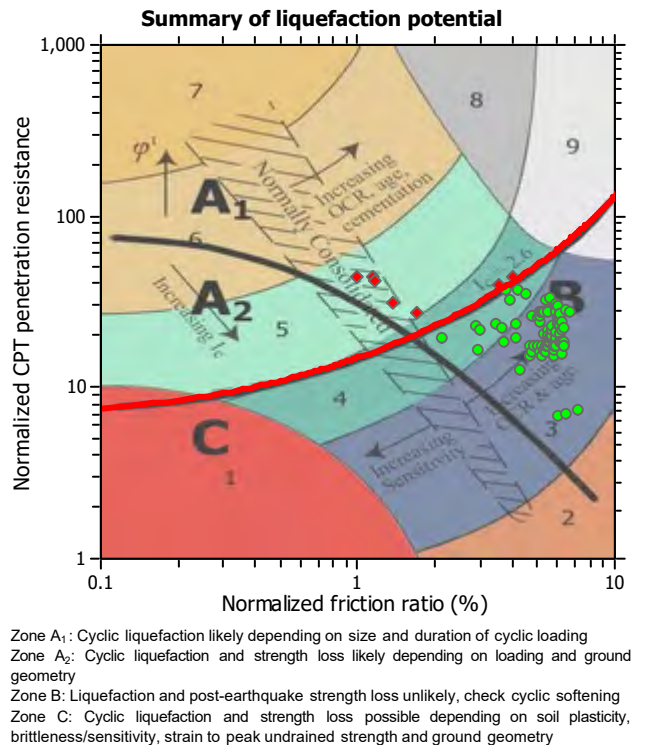 Summary of liquefaction potential
Normalized CPT penetration resistance
1,000
100
10
1
7
8
9
φ'
A1
Increasing
OCR, age,
cementation
Normally Consolidated
6
A2
Increasing Ic
5
Ic = 2.6
B
4
C
1
Increasing
OCR & age
3
Increasing
Sensitivity
2
0.1
1
10
Normalized friction ratio (%)
Zone A1: Cyclic liquefaction likely depending on size and duration of cyclic loading
Zone A2: Cyclic liquefaction and strength loss likely depending on loading and ground
geometry
Zone B: Liquefaction and post-earthquake strength loss unlikely, check cyclic softening
Zone C: Cyclic liquefaction and strength loss possible depending on soil plasticity,
brittleness/sensitivity, strain to peak undrained strength and ground geometry